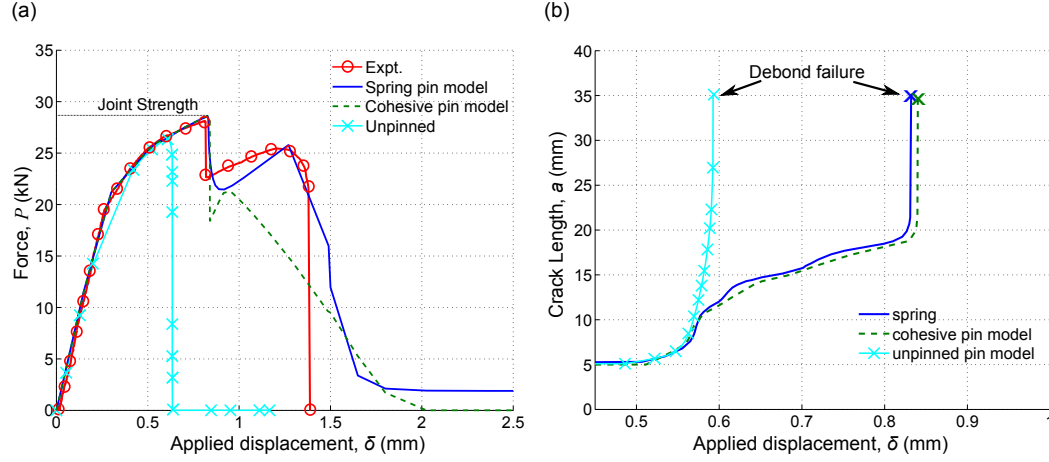 (a)
35
30
25
20
15
10
5
0
Force, P (kN)
Joint Strength
Expt.
Spring pin model
Cohesive pin model
Unpinned
0 0.5 1 1.5 2 2.5
Applied displacement, δ (mm)
(b)
40
35
30
25
20
15
10
5
0
Crack Length, a (mm)
Debond failure
spring
cohesive pin model
unpinned pin model
0.5 0.6 0.7 0.8 0.9 1
Applied displacement, δ (mm)